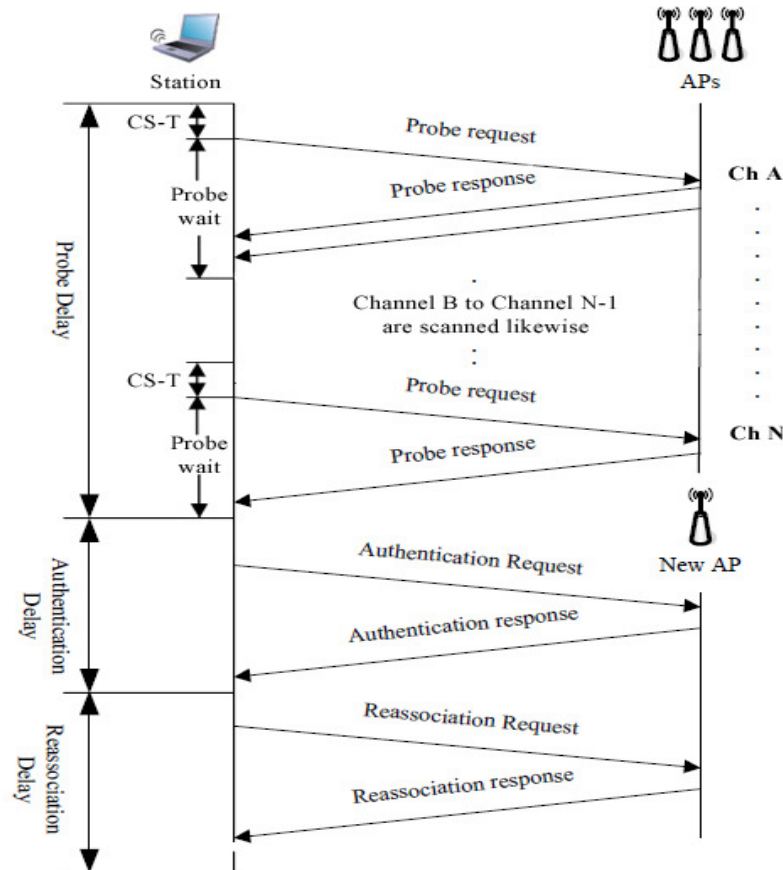 Station
APs
CS-T
Probe request
Ch A
Probe response
Probe
wait
Probe Delay
Channel B to Channel N-1
are scanned likewise
CS-T
Probe request
Ch N
Probe
wait
Probe response
New AP
Authentication Request
Authentication
Delay
Authentication response
Reassociation Request
Reassociation
Delay
Reassociation response